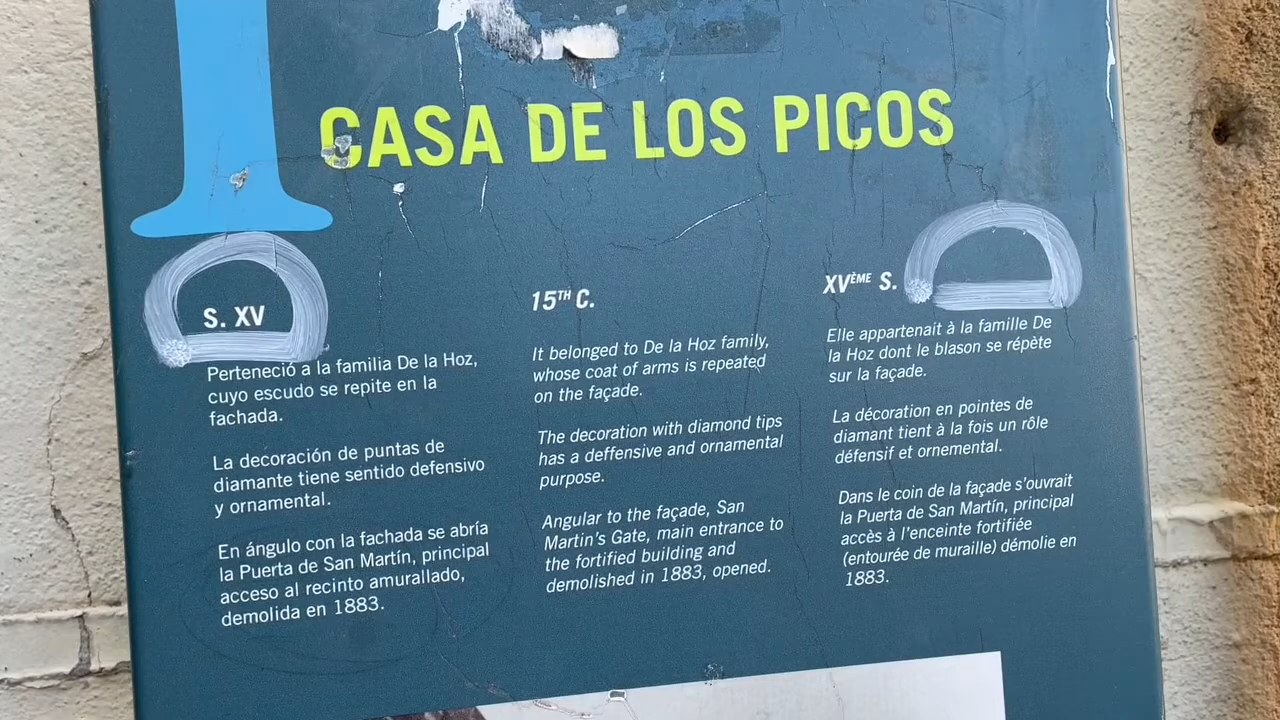 CASA DE LOS PICOS
S. XV
Perteneció a la familia De la Hoz,
cuyo escudo se repite en la
fachada.
La decoración de puntas de
diamante tiene sentido defensivo
y ornamental.
En ángulo con la fachada se abría
la Puerta de San Martín, principal
acceso al recinto amurallado,
demolida en 1883.
15TH C.
It belonged to De la Hoz family,
whose coat of arms is repeated
on the façade.
The decoration with diamond tips
has a deffensive and ornamental
purpose.
Angular to the façade, San
Martin's Gate, main entrance to
the fortified building and
demolished in 1883, opened.
XVÈME S.
Elle appartenait à la famille De
la Hoz dont le blason se répète
sur la façade.
La décoration en pointes de
diamant tient à la fois un rôle
défensif et ornemental.
Dans le coin de la façade s'ouvrait
la Puerta de San Martín, principal
accès à l'enceinte fortifiée
(entourée de muraille) démolie en
1883.